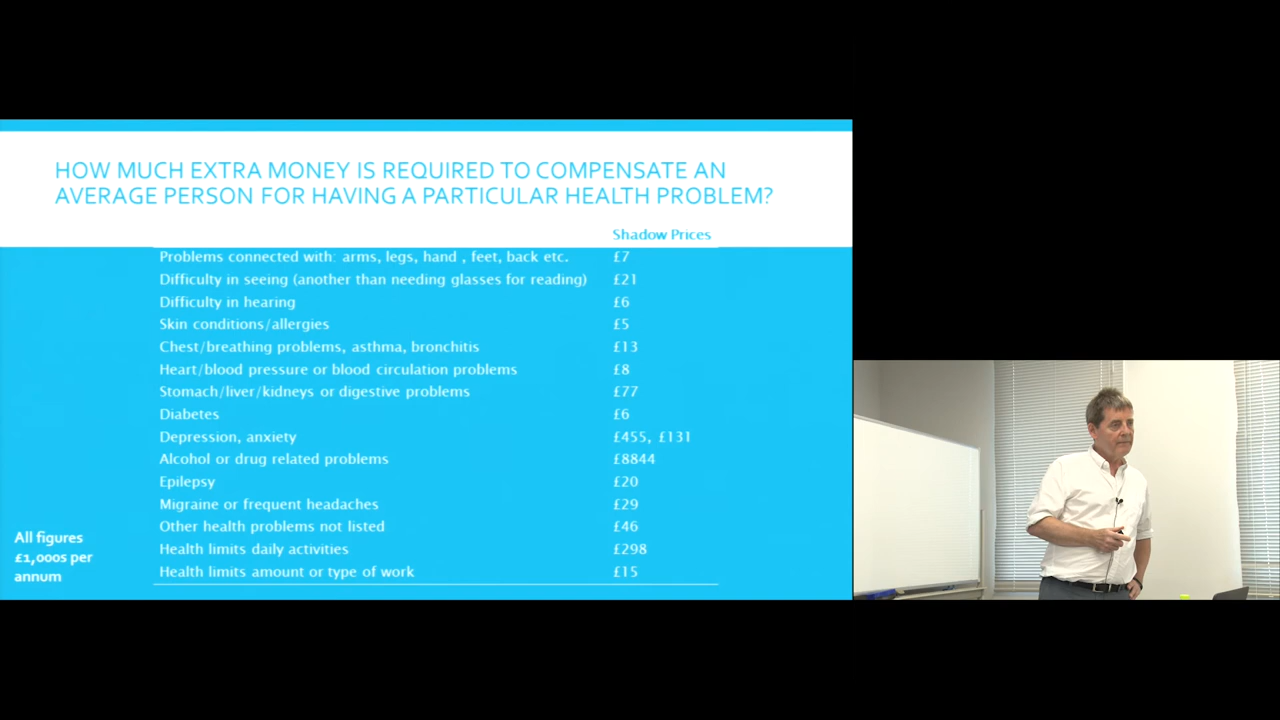 HOW MUCH EXTRA MONEY IS REQUIRED TO COMPENSATE AN
AVERAGE PERSON FOR HAVING A PARTICULAR HEALTH PROBLEM?
Shadow Prices
Problems connected with: arms, legs, hand , feet, back etc. £7
Difficulty in seeing (another than needing glasses for reading) £21
Difficulty in hearing £6
Skin conditions/allergies £5
Chest/breathing problems, asthma, bronchitis £13
Heart/blood pressure or blood circulation problems £8
Stomach/liver/kidneys or digestive problems £77
Diabetes £6
Depression, anxiety £455, £131
Alcohol or drug related problems £8844
Epilepsy £20
Migraine or frequent headaches £29
Other health problems not listed £46
Health limits daily activities £298
Health limits amount or type of work £15
All figures
£1,000s per
annum